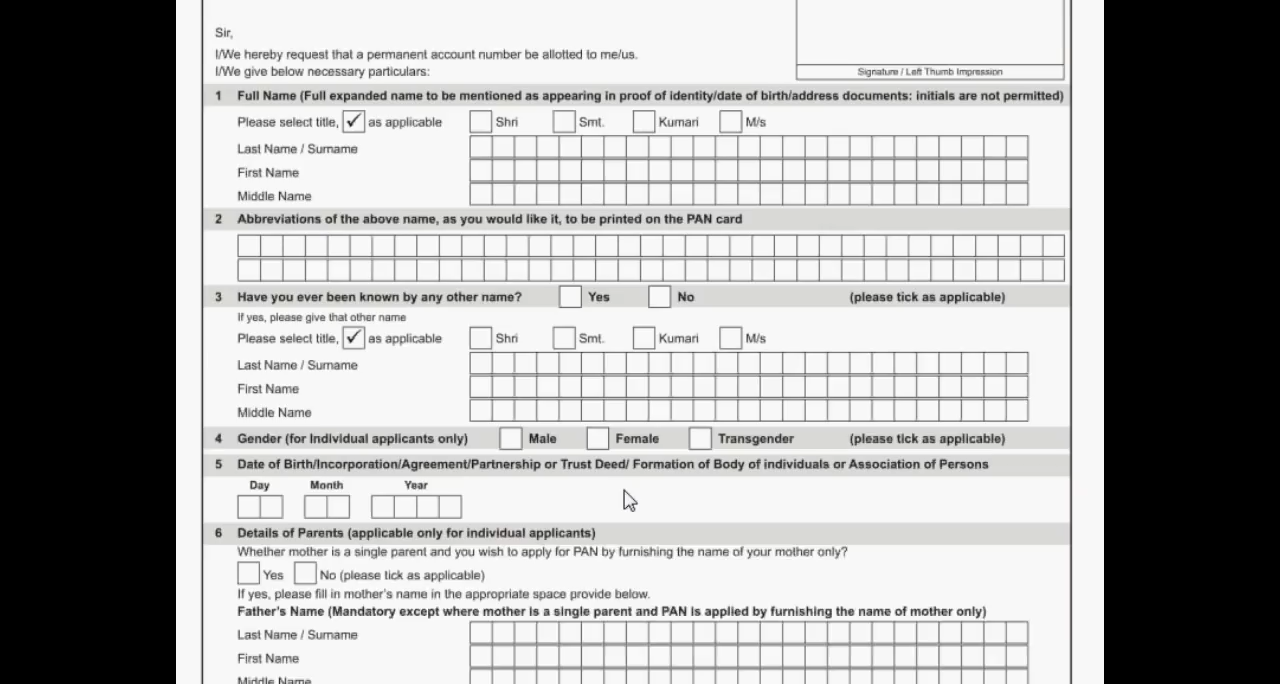 Sir,
I/We hereby request that a permanent account number be allotted to me/us.
I/We give below necessary particulars:
Signature / Left Thumb Impression
1 Full Name (Full expanded name to be mentioned as appearing in proof of identity/date of birth/address documents: initials are not permitted)
Please select title, ✓ as applicable Shri Smt. Kumari M/s
Last Name / Surname
First Name
Middle Name
2 Abbreviations of the above name, as you would like it, to be printed on the PAN card
3 Have you ever been known by any other name? Yes No (please tick as applicable)
If yes, please give that other name
Please select title, ✓ as applicable Shri Smt. Kumari M/s
Last Name / Surname
First Name
Middle Name
4 Gender (for Individual applicants only) Male Female Transgender (please tick as applicable)
5 Date of Birth/Incorporation/Agreement/Partnership or Trust Deed/ Formation of Body of individuals or Association of Persons
Day Month Year
6 Details of Parents (applicable only for individual applicants)
Whether mother is a single parent and you wish to apply for PAN by furnishing the name of your mother only?
Yes No (please tick as applicable)
If yes, please fill in mother's name in the appropriate space provide below.
Father's Name (Mandatory except where mother is a single parent and PAN is applied by furnishing the name of mother only)
Last Name / Surname
First Name
Middle Name